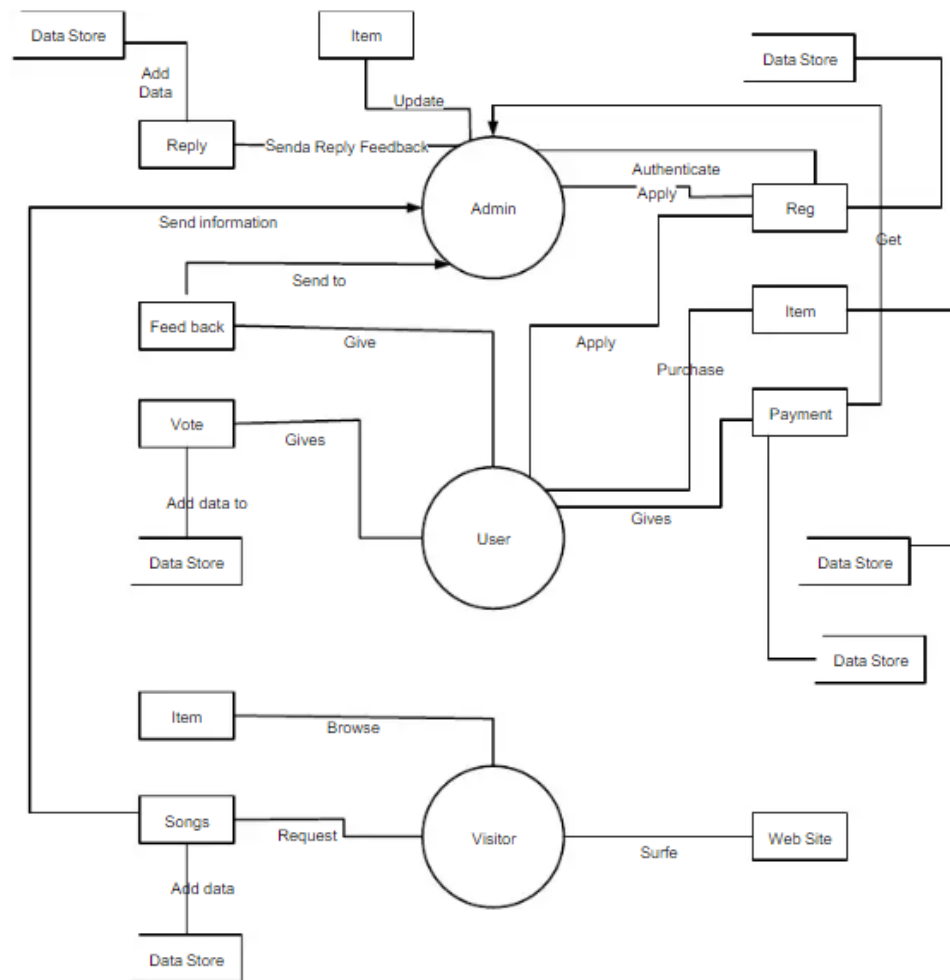 Data Store
Item
Data Store
Add
Data
Update
Reply
Senda Reply Feedback
Authenticate
Apply
Admin
Reg
Send information
Get
Send to
Feed back
Give
Apply
Item
Purchase
Vote
Gives
Payment
Add data to
User
Gives
Data Store
Data Store
Data Store
Item
Browse
Songs
Request
Visitor
Surfe
Web Site
Add data
Data Store